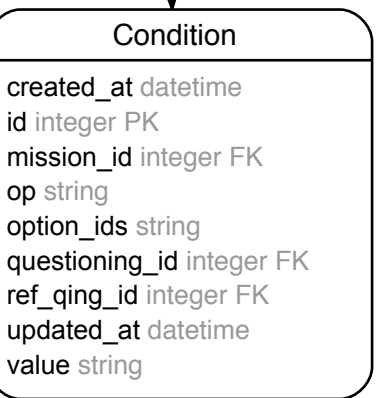 Condition
created_at datetime
id integer PK
mission_id integer FK
op string
option_ids string
questioning_id integer FK
ref_qing_id integer FK
updated_at datetime
value string